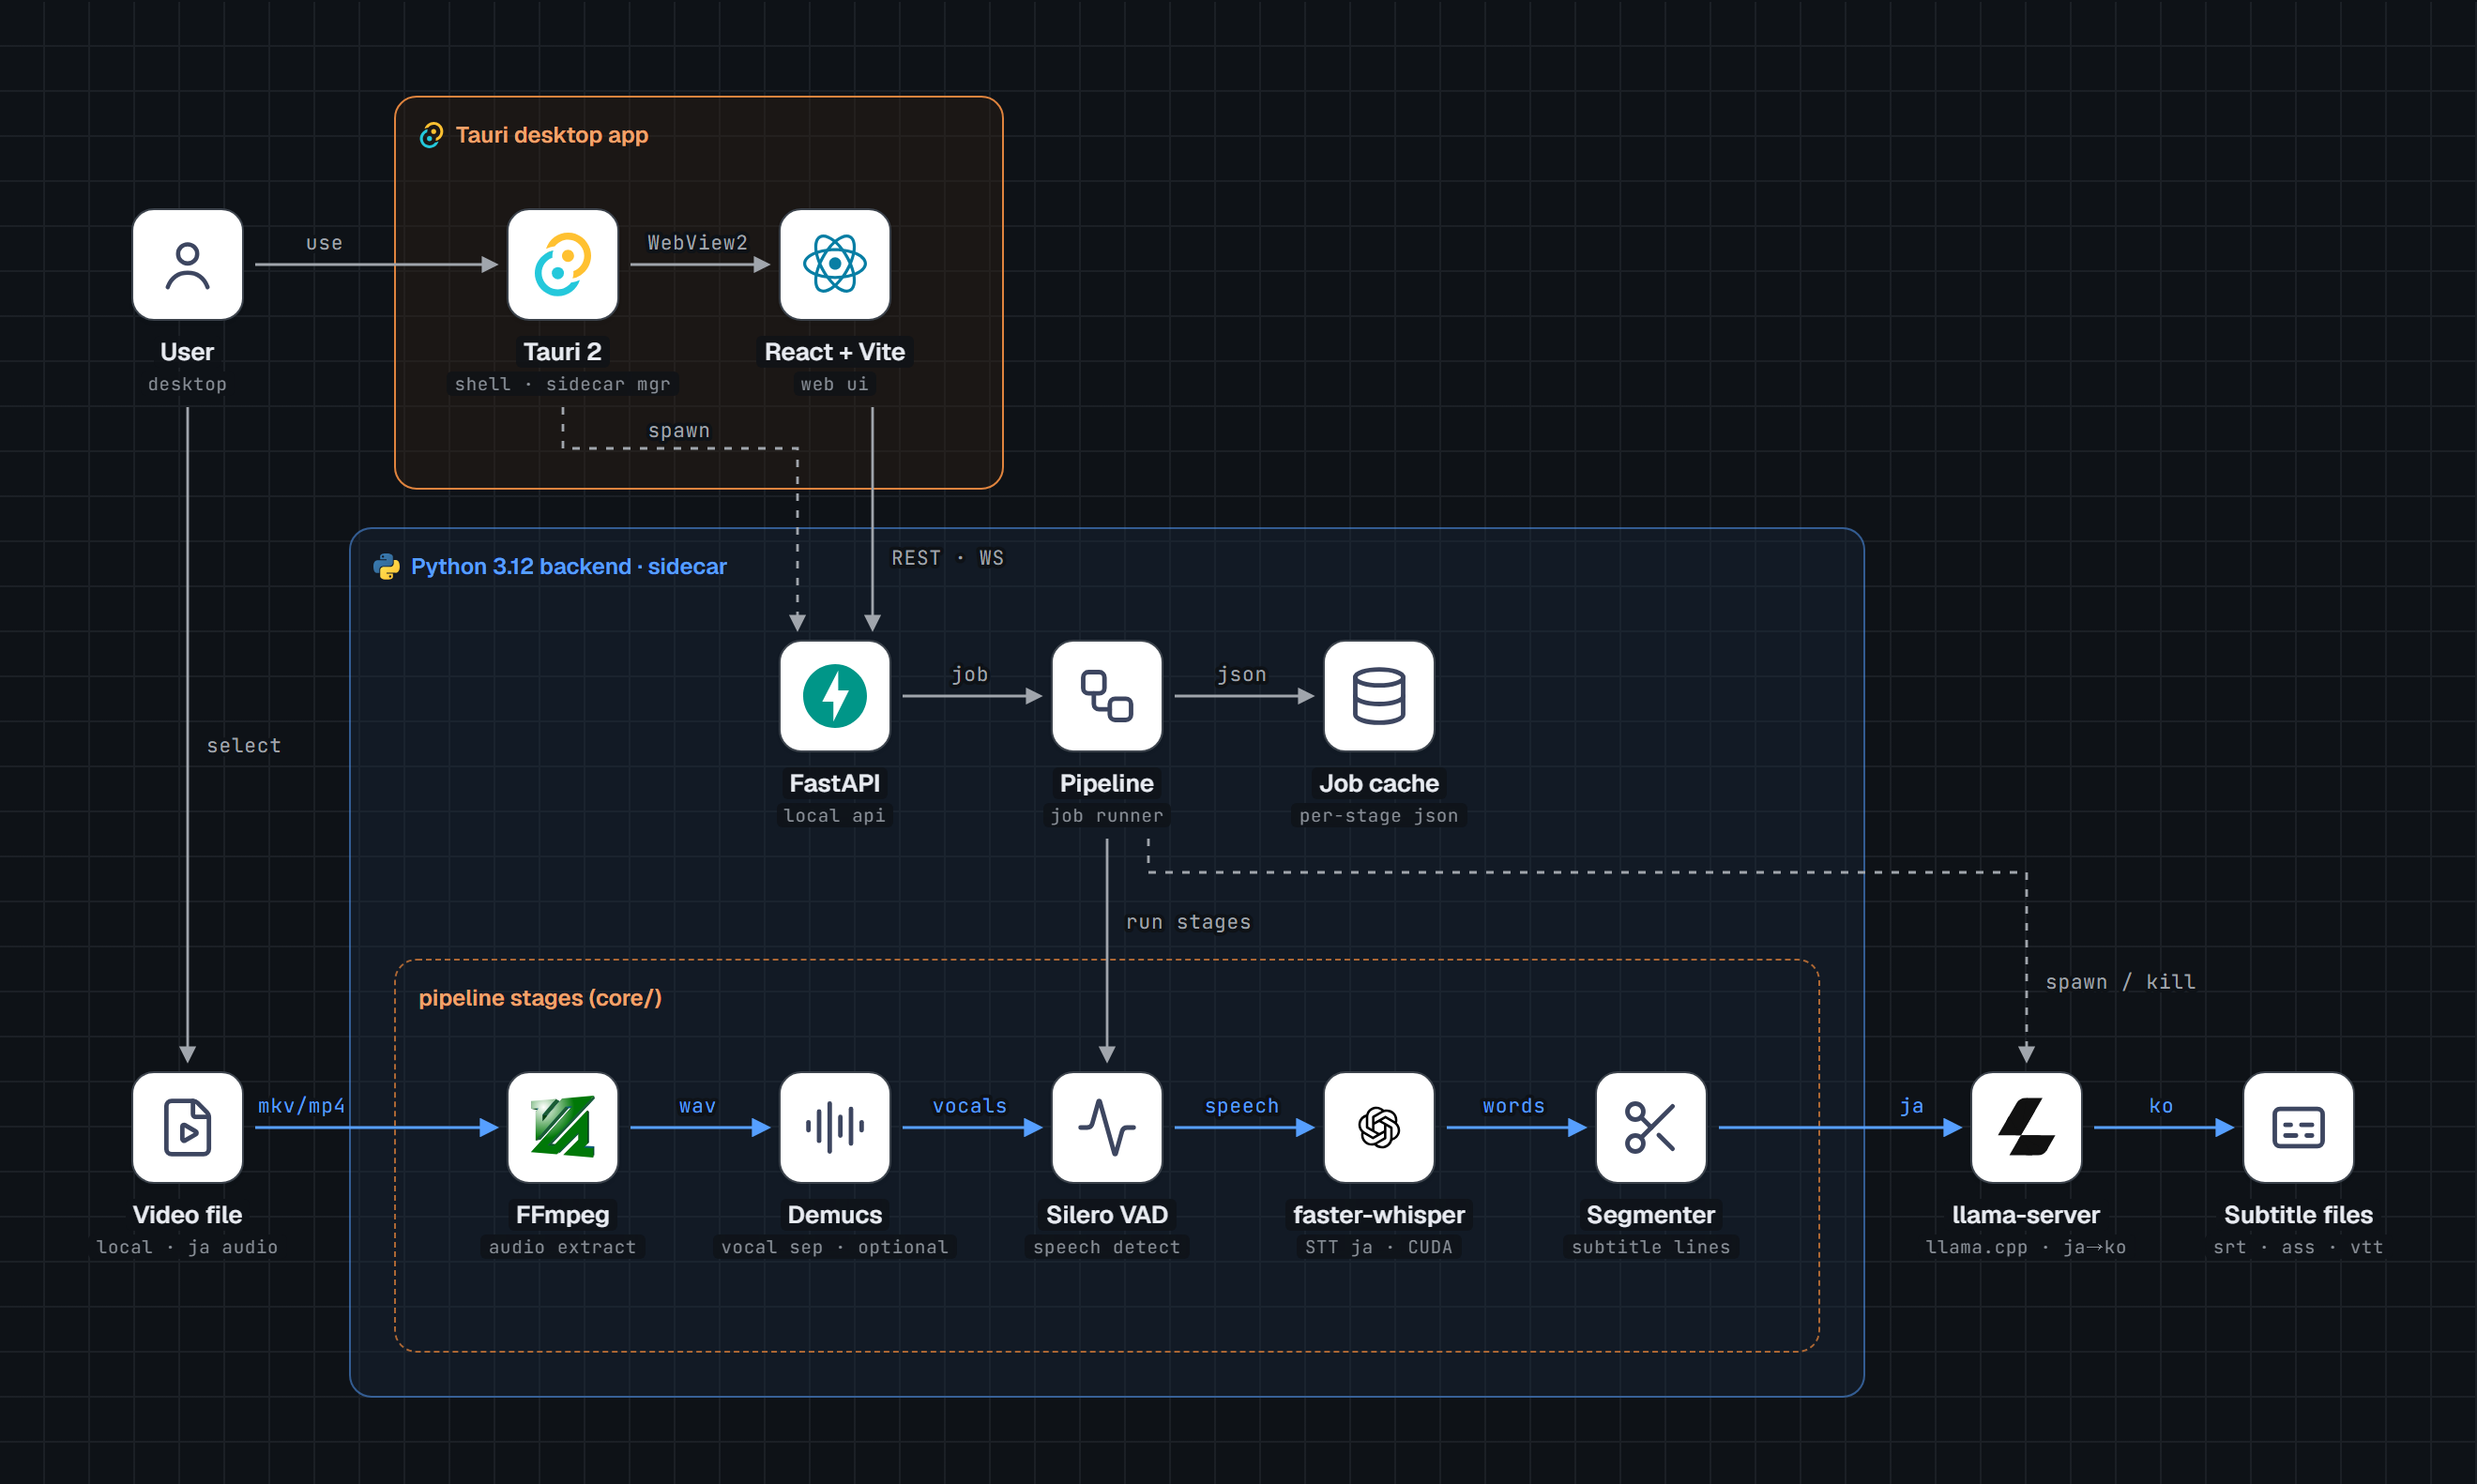 Tauri desktop app
use
WebView2
User
desktop
Tauri 2
shell · sidecar mgr
React + Vite
web ui
spawn
REST · WS
Python 3.12 backend · sidecar
job
json
select
FastAPI
local api
Pipeline
job runner
Job cache
per-stage json
run stages
spawn / kill
pipeline stages (core/)
mkv/mp4
wav
vocals
speech
words
ja
ko
Video file
local · ja audio
FFmpeg
audio extract
Demucs
vocal sep · optional
Silero VAD
speech detect
faster-whisper
STT ja · CUDA
Segmenter
subtitle lines
llama-server
llama.cpp · ja→ko
Subtitle files
srt · ass · vtt